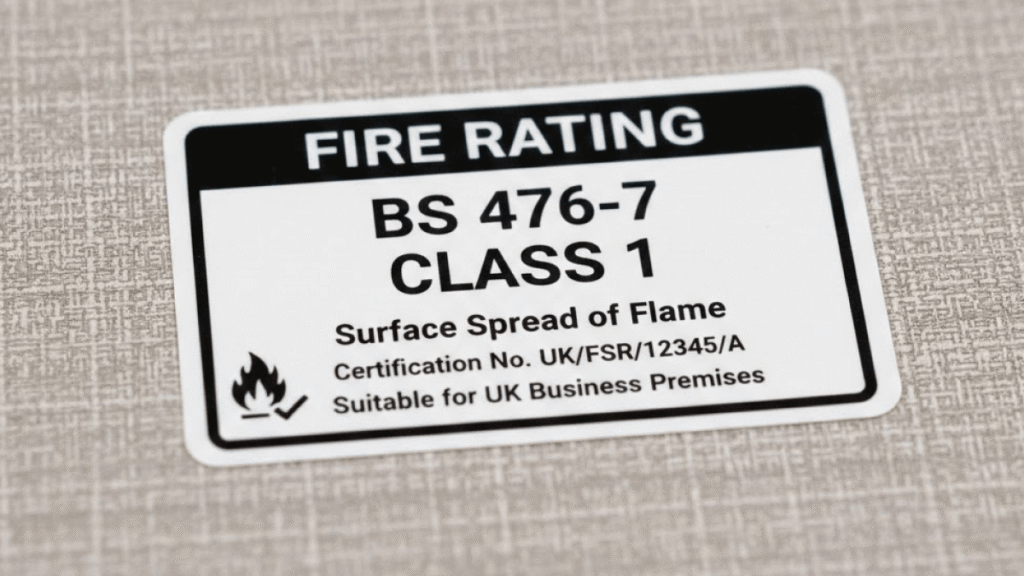 FIRE RATING
BS 476-7
CLASS 1
Surface Spread of Flame
Certification No. UK/FSR/12345/A
Suitable for UK Business Premises